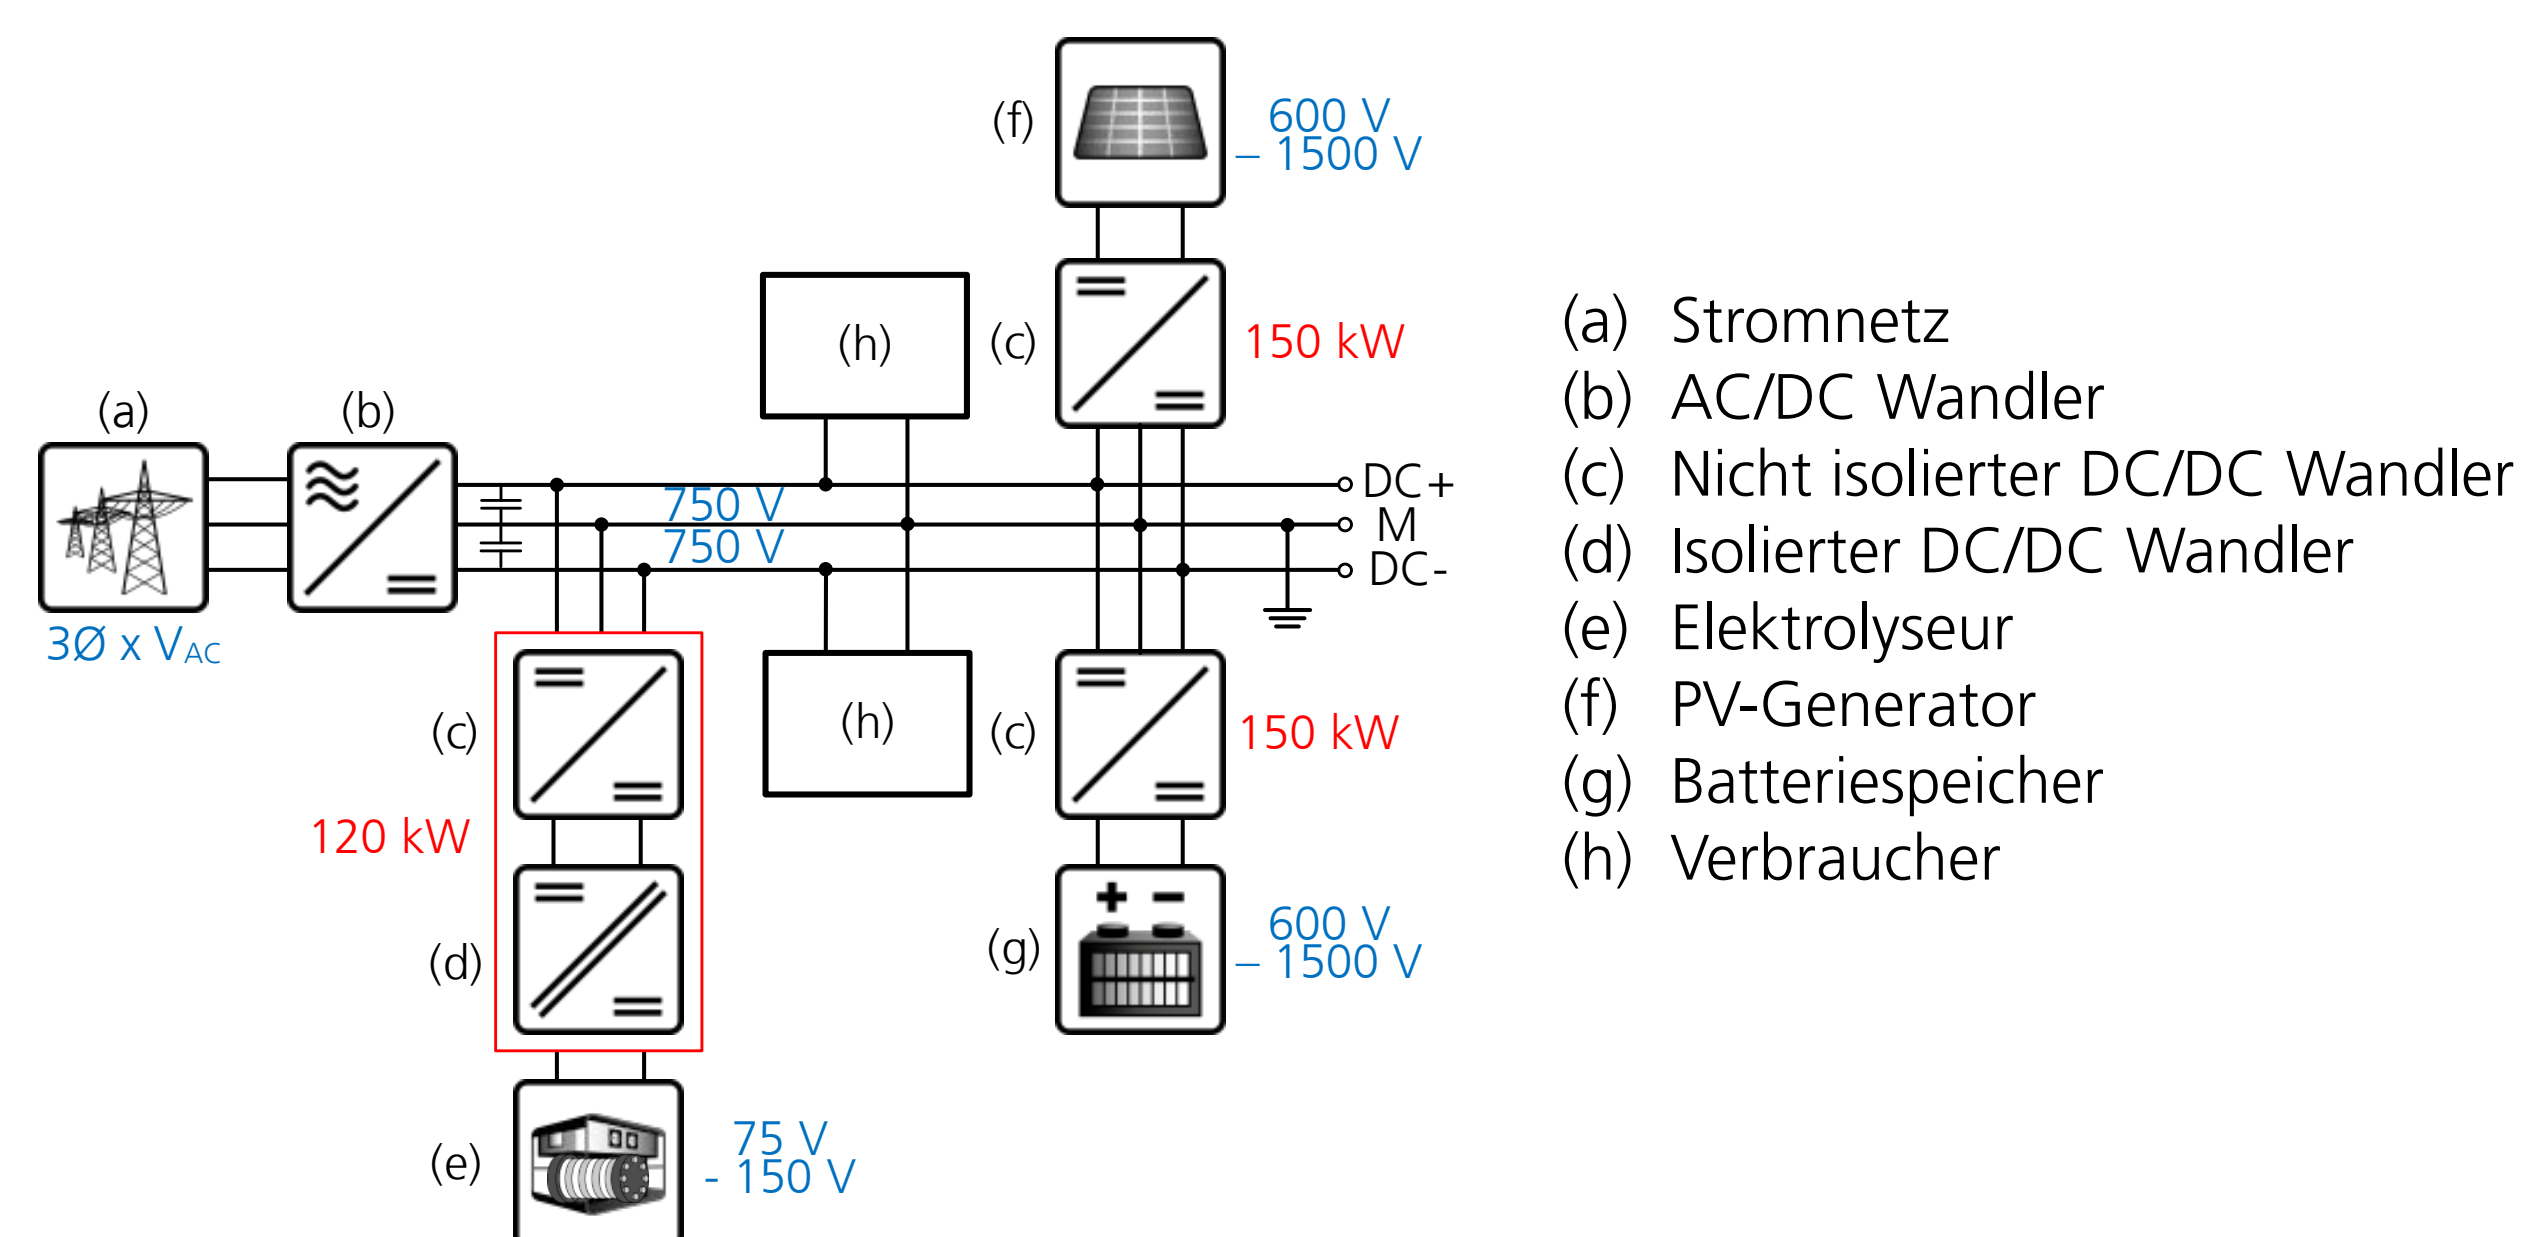 (f)
600 V
– 1500 V
(h)
(c)
150 kW
(a)
(b)
750 V
750 V
DC+
M
DC-
3Ø x VAC
(c)
(h)
(c)
150 kW
120 kW
(d)
(g)
600 V
– 1500 V
(e)
75 V
- 150 V
(a) Stromnetz
(b) AC/DC Wandler
(c) Nicht isolierter DC/DC Wandler
(d) Isolierter DC/DC Wandler
(e) Elektrolyseur
(f) PV-Generator
(g) Batteriespeicher
(h) Verbraucher